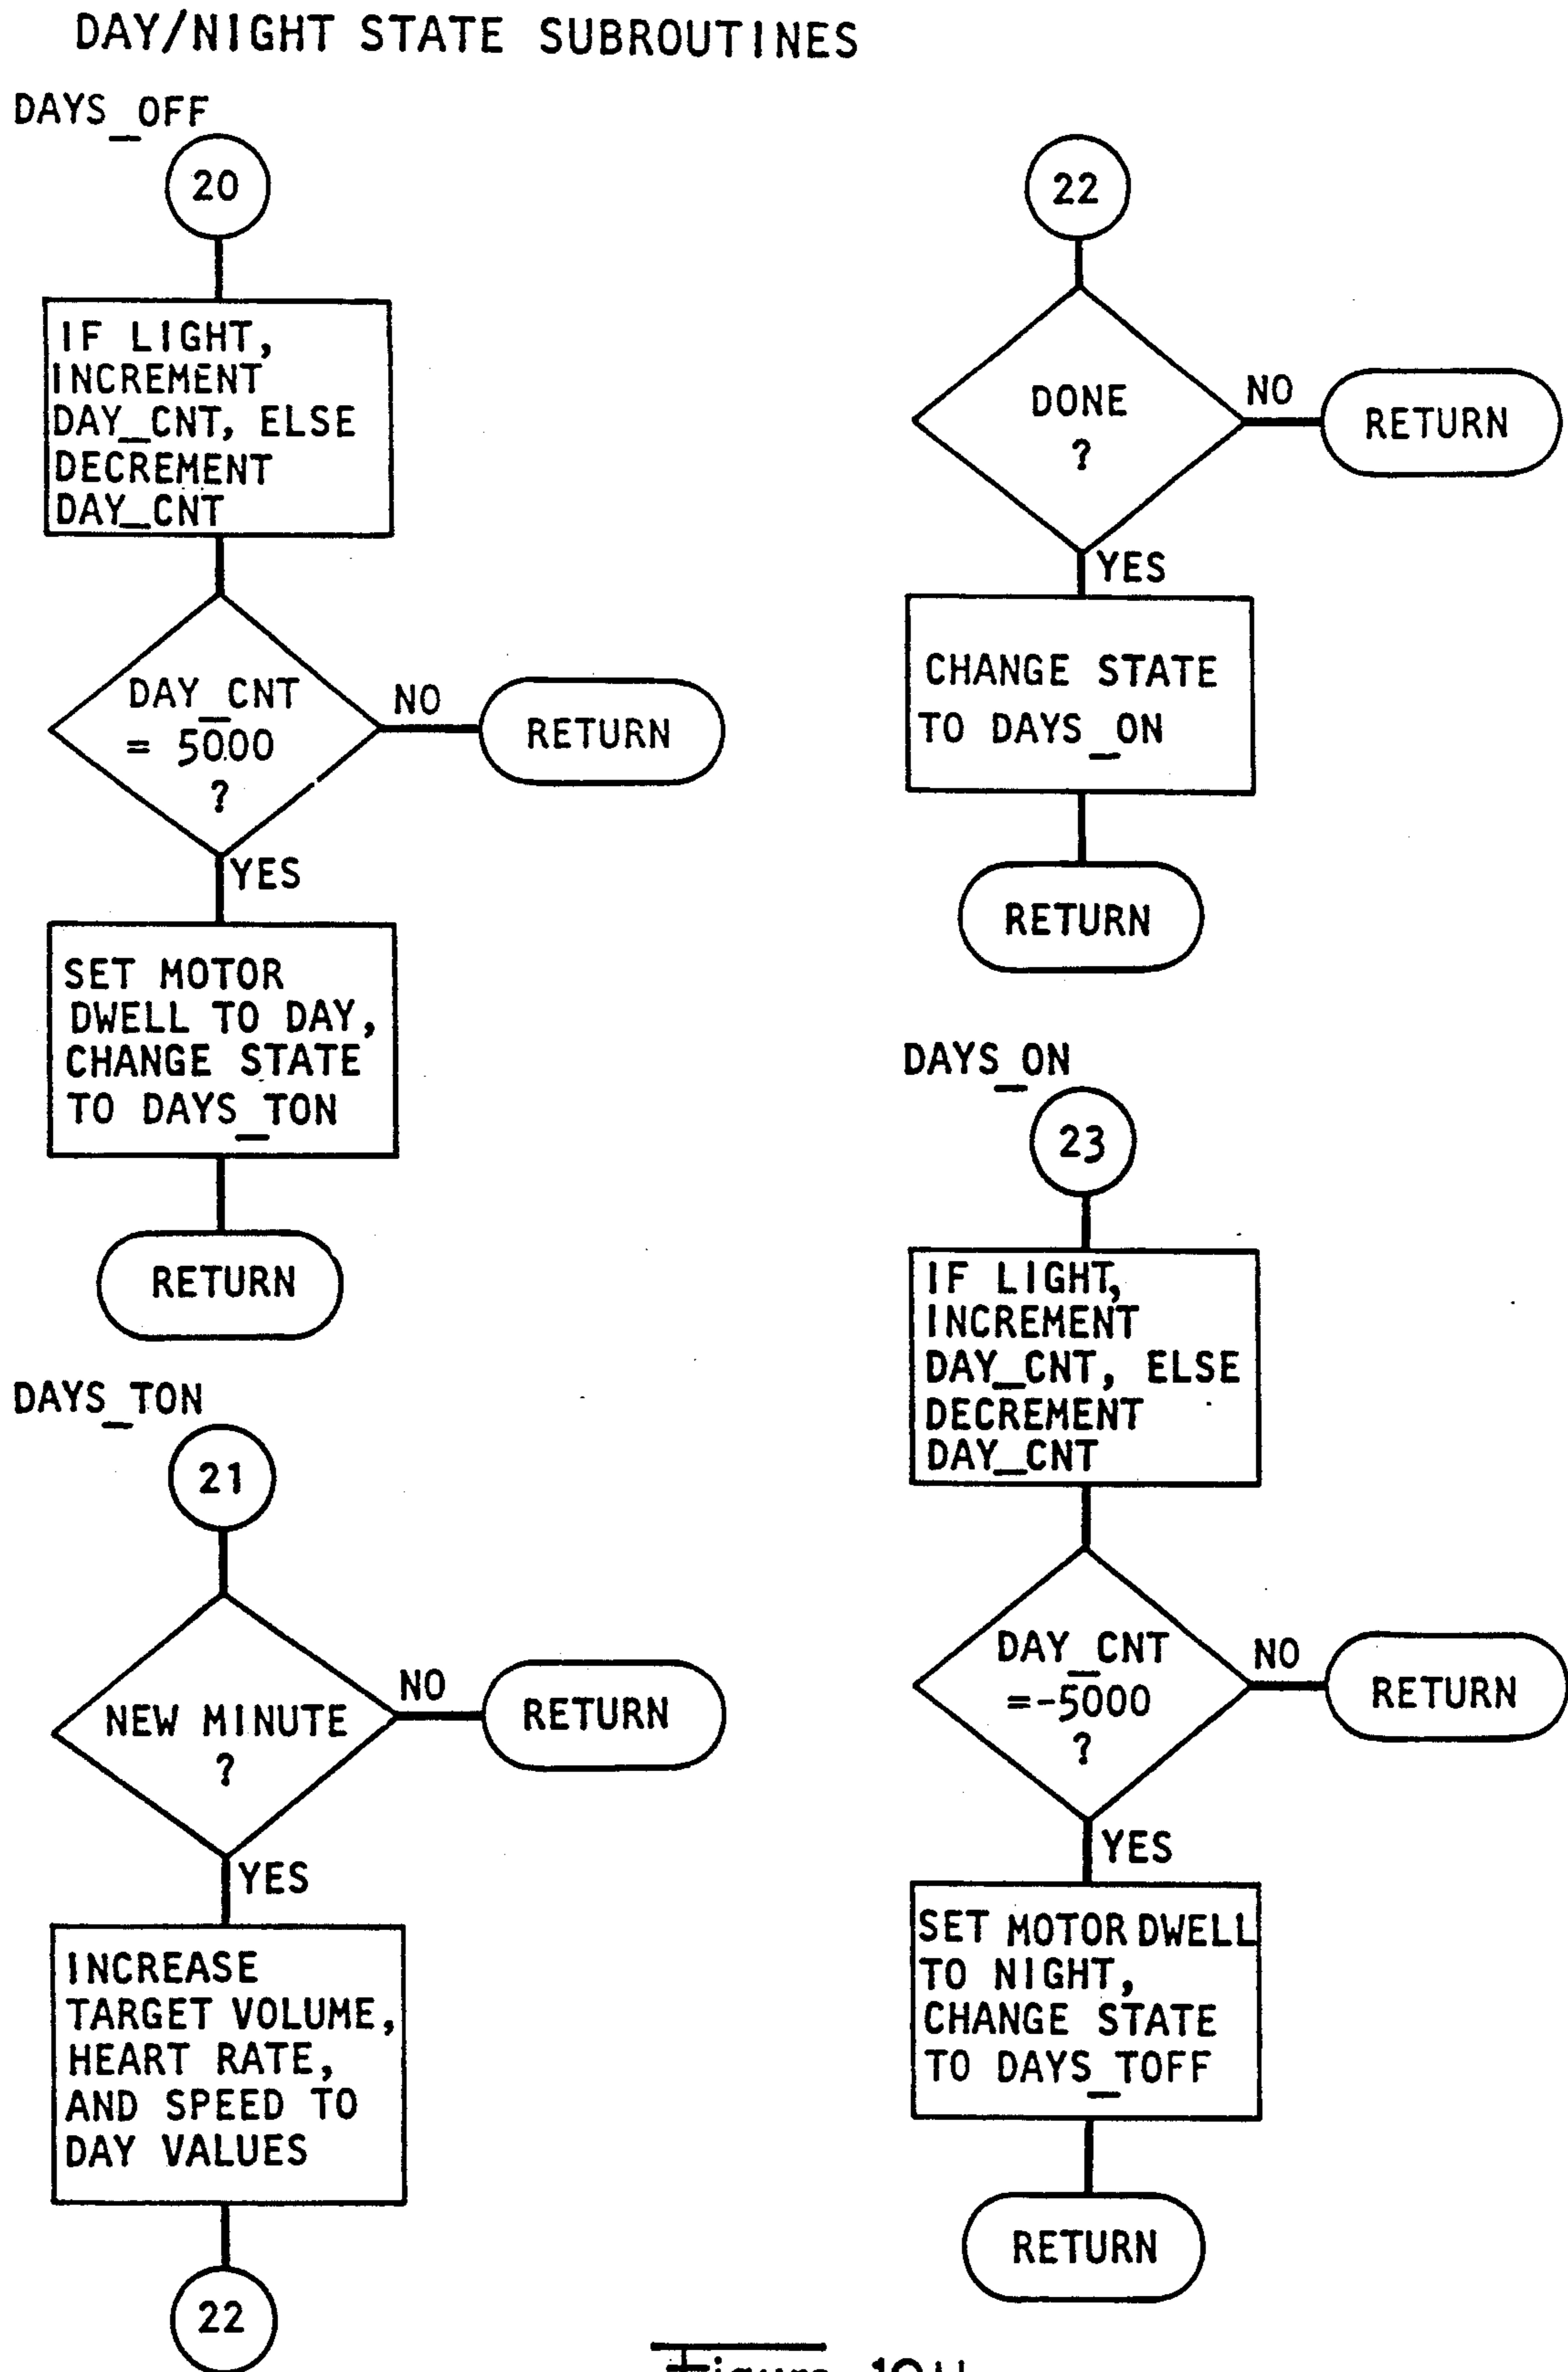 DAY/NIGHT STATE SUBROUTINES
DAYS_OFF
20
IF LIGHT,
INCREMENT
DAY_CNT, ELSE
DECREMENT
DAY_CNT
DAY_CNT
= 5000
?
NO
RETURN
YES
SET MOTOR
DWELL TO DAY,
CHANGE STATE
TO DAYS_TON
RETURN
DAYS_TON
21
NEW MINUTE
?
NO
RETURN
YES
INCREASE
TARGET VOLUME,
HEART RATE,
AND SPEED TO
DAY VALUES
22
22
DONE
?
NO
RETURN
YES
CHANGE STATE
TO DAYS_ON
RETURN
DAYS_ON
23
IF LIGHT,
INCREMENT
DAY_CNT, ELSE
DECREMENT
DAY_CNT
DAY_CNT
=-5000
?
NO
RETURN
YES
SET MOTOR DWELL
TO NIGHT,
CHANGE STATE
TO DAYS_TOFF
RETURN
Figure